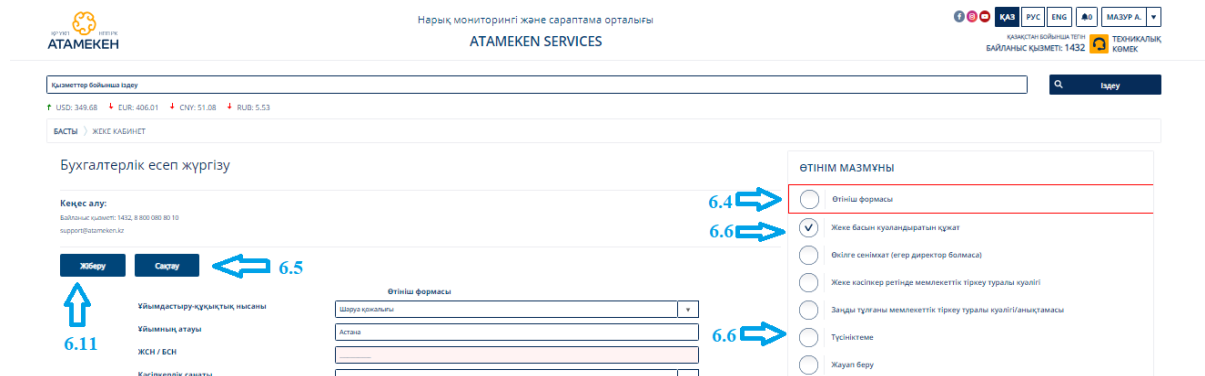 АТАМЕКЕН
Нарық мониторингі және сараптама орталығы
ATAMEKEN SERVICES
ҚАЗ РУС ENG 0 МАЗУР А.
ҚАЗАҚСТАН БОЙЫНША ТЕГІН
БАЙЛАНЫС ҚЫЗМЕТІ: 1432
ТЕХНИКАЛЫҚ
КӨМЕК
Қызметтер бойынша іздеу
Іздеу
USD: 349.68 EUR: 406.01 CNY: 51.08 RUB: 5.53
БАСТЫ ЖЕКЕ КАБИНЕТ
Бухгалтерлік есеп жүргізу
Кеңес алу:
Байланыс қызметі: 1432, 8 800 080 80 10
support@atameken.kz
Жіберу Сақтау
6.5
6.11
Өтініш формасы
Ұйымдастыру-құқықтық нысаны
Шаруа қожалығы
Ұйымның атауы
Астана
ЖСН / БСН
Кәсіпкерлік санаты
ӨТІНІМ МАЗМҰНЫ
6.4
Өтініш формасы
6.6
Жеке басын куаландыратын құжат
Өкілге сенімхат (егер директор болмаса)
Жеке кәсіпкер ретінде мемлекеттік тіркеу туралы куәлігі
Заңды тұлғаны мемлекеттік тіркеу туралы куәлігі/анықтамасы
6.6
Түсініктеме
Жауап беру